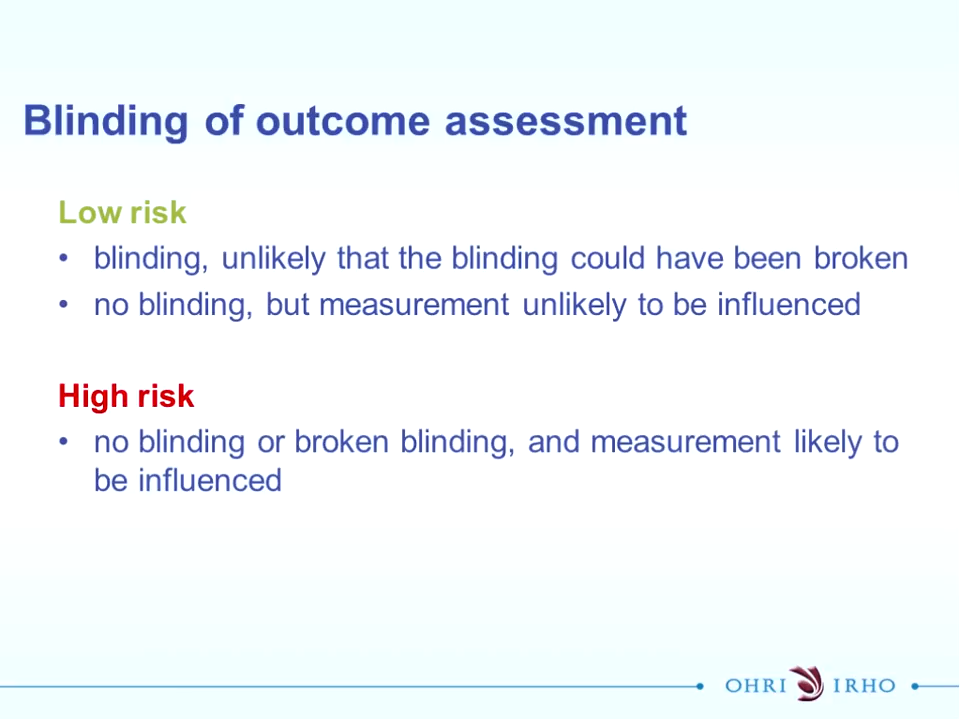 Blinding of outcome assessment
Low risk
• blinding, unlikely that the blinding could have been broken
• no blinding, but measurement unlikely to be influenced
High risk
• no blinding or broken blinding, and measurement likely to
be influenced
OHRI IRHO